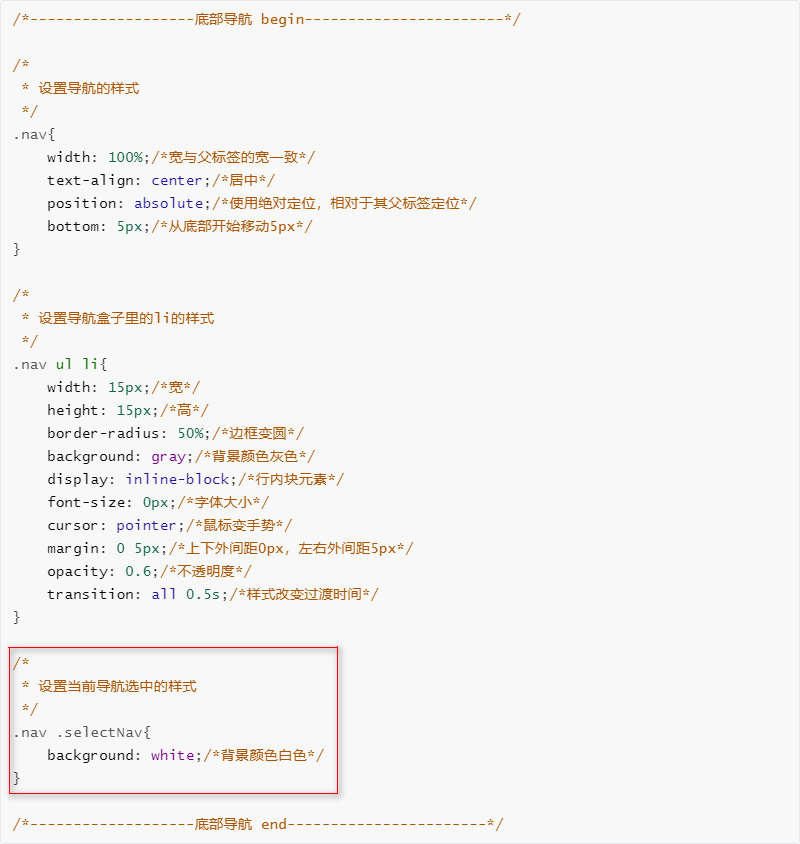 /*-------------------底部导航 begin-----------------------*/
/*
 * 设置导航的样式
 */
.nav{
    width: 100%;/*宽与父标签的宽一致*/
    text-align: center;/*居中*/
    position: absolute;/*使用绝对定位，相对于其父标签定位*/
    bottom: 5px;/*从底部开始移动5px*/
}
/*
 * 设置导航盒子里的li的样式
 */
.nav ul li{
    width: 15px;/*宽*/
    height: 15px;/*高*/
    border-radius: 50%;/*边框变圆*/
    background: gray;/*背景颜色灰色*/
    display: inline-block;/*行内块元素*/
    font-size: 0px;/*字体大小*/
    cursor: pointer;/*鼠标变手势*/
    margin: 0 5px;/*上下外间距0px，左右外间距5px*/
    opacity: 0.6;/*不透明度*/
    transition: all 0.5s;/*样式改变过渡时间*/
}
/*
 * 设置当前导航选中的样式
 */
.nav .selectNav{
    background: white;/*背景颜色白色*/
}
/*-------------------底部导航 end-----------------------*/